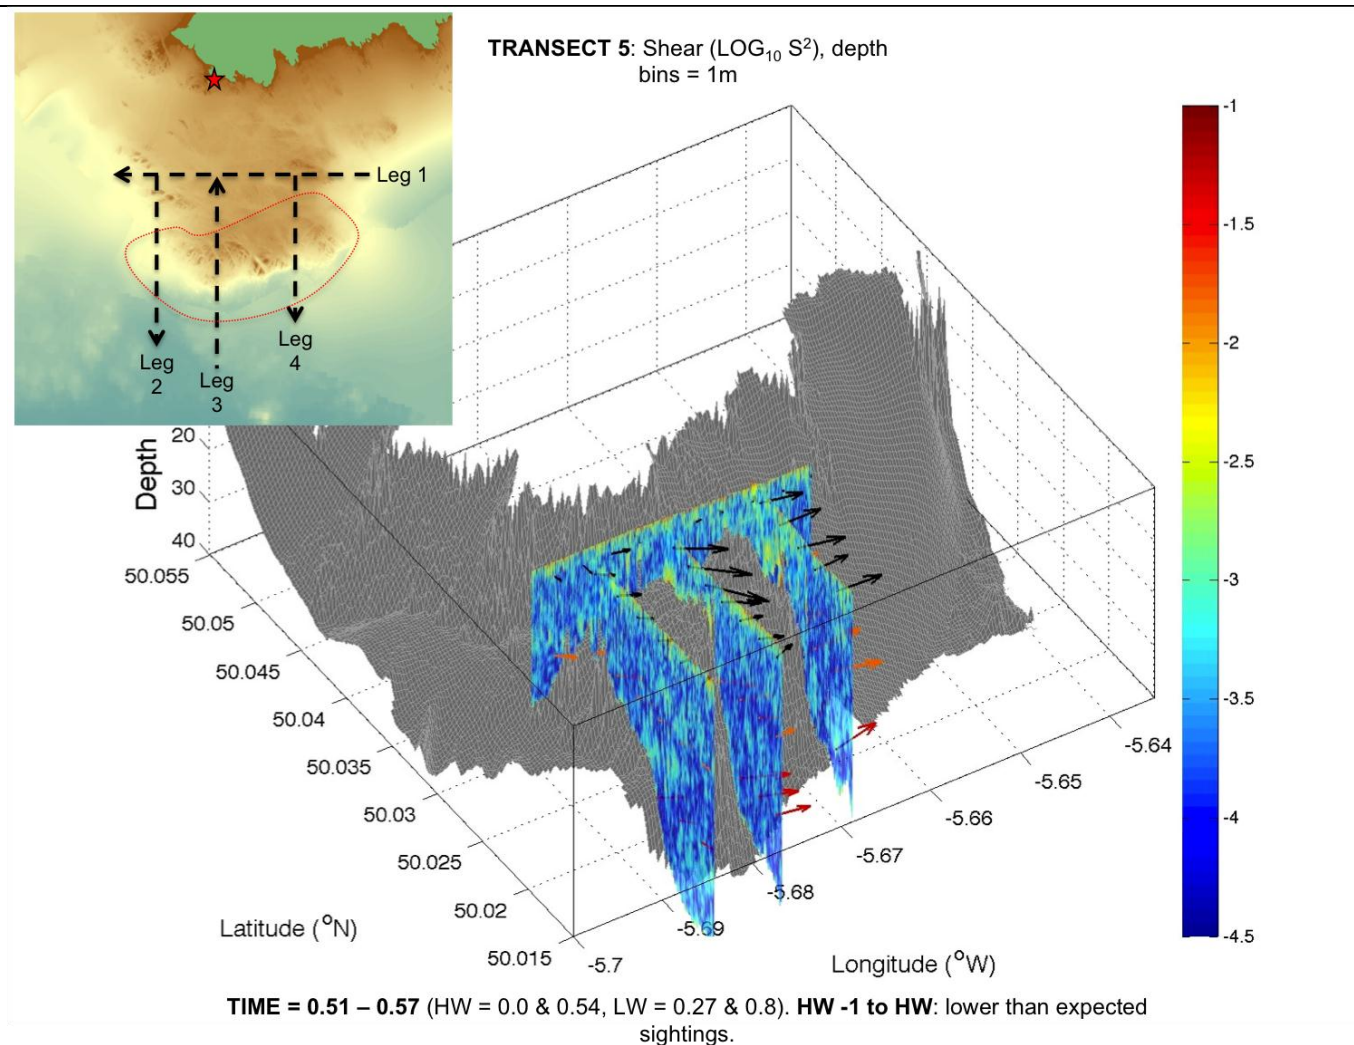 TRANSECT 5: Shear (LOG₁₀ S²), depth
bins = 1m
Leg 1
Leg
2
Leg
3
Leg
4
-1
-1.5
-2
-2.5
-3
-3.5
-4
-4.5
Depth
20
30
40
50.055
50.05
50.045
50.04
50.035
50.03
50.025
50.02
50.015
Latitude (°N)
-5.7
-5.69
-5.68
-5.67
-5.66
-5.65
-5.64
Longitude (°W)
TIME = 0.51 – 0.57 (HW = 0.0 & 0.54, LW = 0.27 & 0.8). HW -1 to HW: lower than expected
sightings.